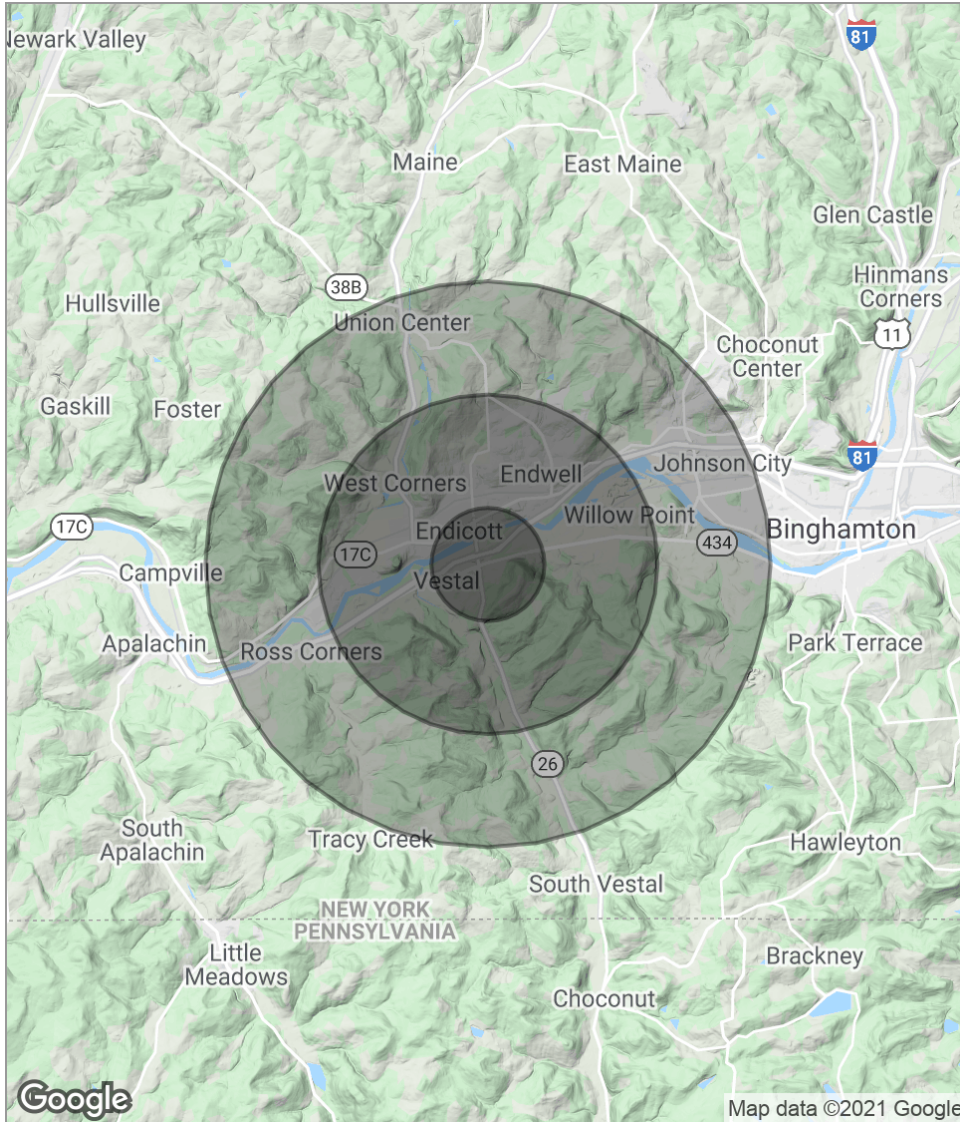 Newark Valley
81
Maine
East Maine
Glen Castle
Hinmans
Corners
38B
Hullsville
Union Center
11
Choconut
Center
Gaskill
Foster
81
Johnson City
Endwell
West Corners
Willow Point
17C
Endicott
Binghamton
434
17C
Campville
Vestal
Apalachin
Ross Corners
Park Terrace
26
South
Apalachin
Tracy Creek
Hawleyton
South Vestal
NEW YORK
PENNSYLVANIA
Little
Meadows
Brackney
Choconut
Google
Map data ©2021 Google